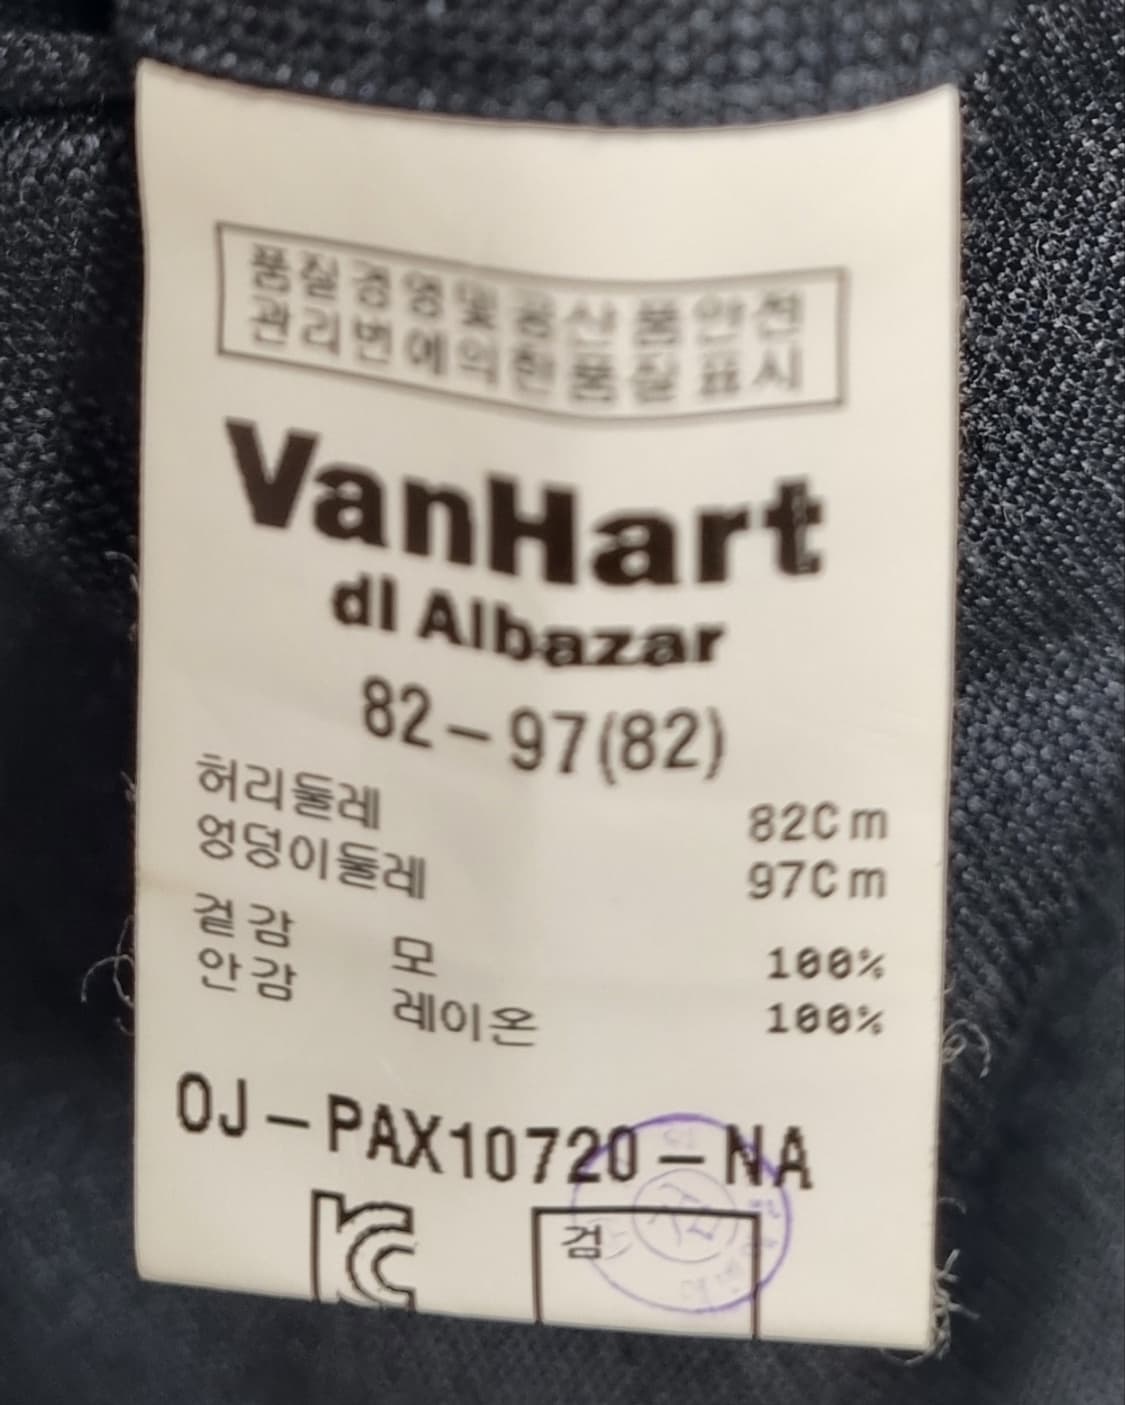 품질경영및공산품안전
관리법에의한품질표시
VanHart
dl Albazar
82-97(82)
허리둘레 82Cm
엉덩이둘레 97Cm
겉감 모 100%
안감 레이온 100%
OJ-PAX10720-NA
KC
검